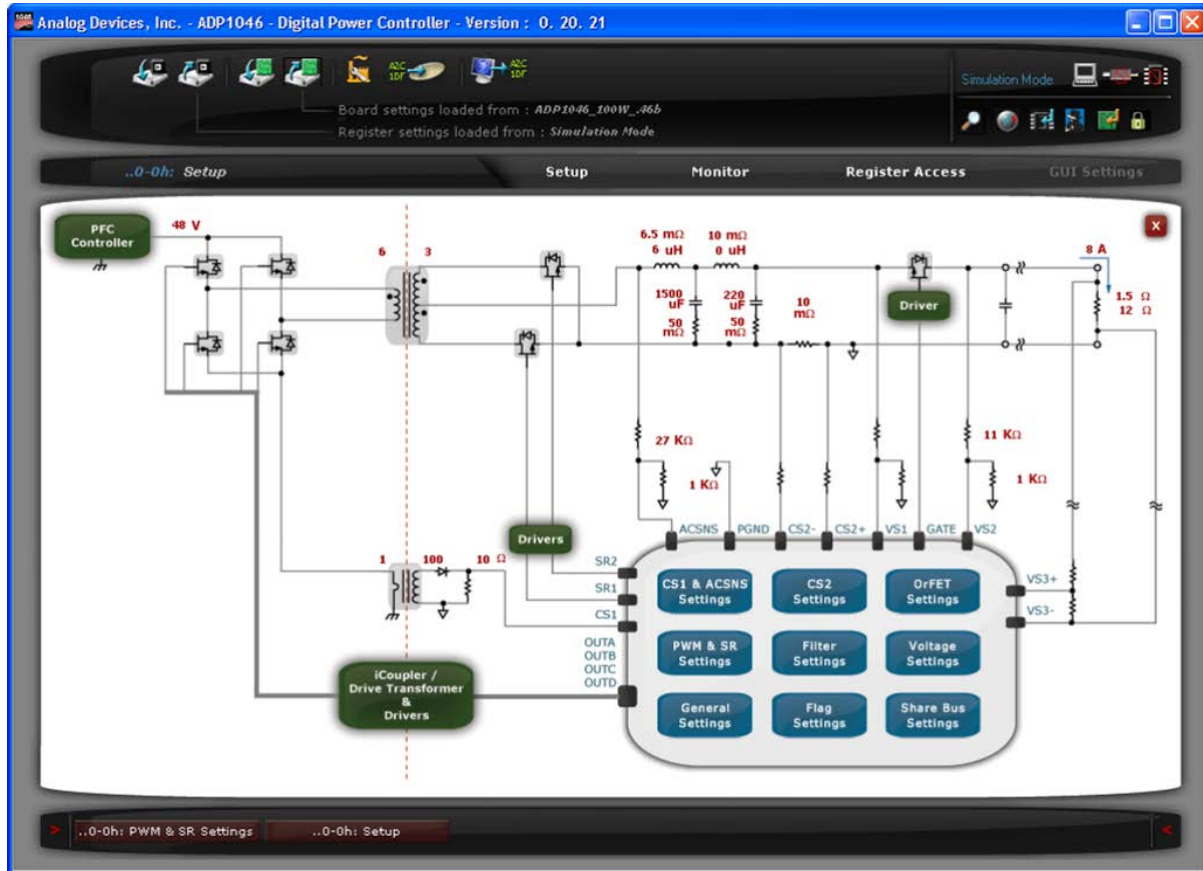 Analog Devices, Inc. - ADP1046 - Digital Power Controller - Version : 0. 20. 21
A2C
1DF
A2C
1DF
Simulation Mode
Board settings loaded from : ADP1046_100W_.46b
Register settings loaded from : Simulation Mode
..0-0h: Setup
Setup
Monitor
Register Access
GUI Settings
PFC
Controller
48 V
6
3
6.5 mΩ
6 uH
10 mΩ
0 uH
X
8 A
1500
uF
50
mΩ
220
uF
50
mΩ
10
mΩ
Driver
1.5 Ω
12 Ω
27 KΩ
1 KΩ
11 KΩ
1 KΩ
ACSNS
PGND
CS2-
CS2+
VS1
GATE
VS2
Drivers
1
100
10 Ω
SR2
SR1
CS1
OUTA
OUTB
OUTC
OUTD
CS1 & ACSNS
Settings
CS2
Settings
OrFET
Settings
VS3+
VS3-
PWM & SR
Settings
Filter
Settings
Voltage
Settings
General
Settings
Flag
Settings
Share Bus
Settings
iCoupler /
Drive Transformer
&
Drivers
> ..0-0h: PWM & SR Settings
..0-0h: Setup
<